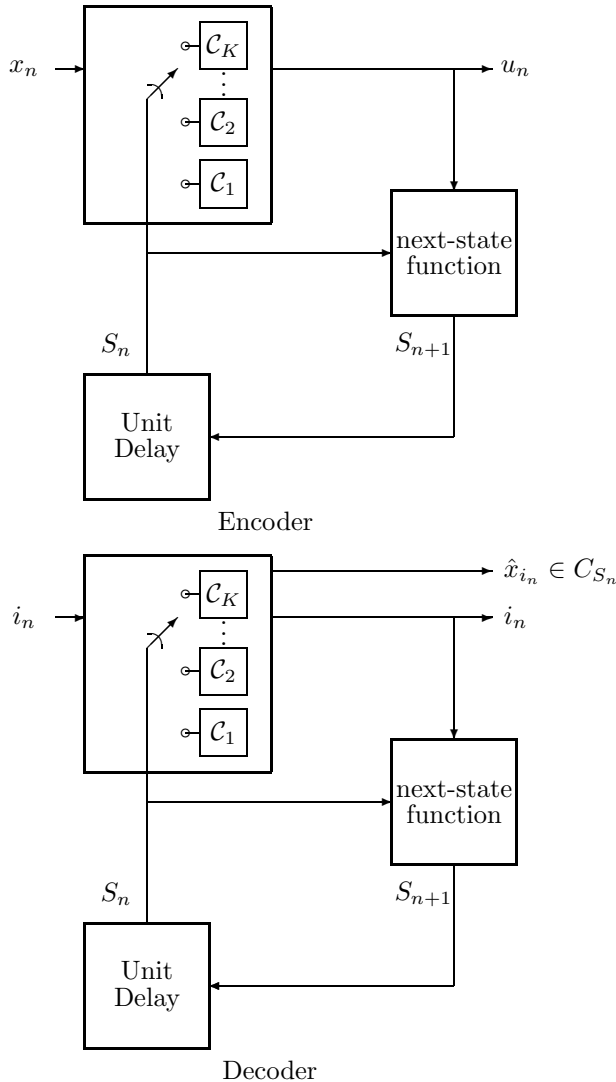 x_n
𝒞_K
u_n
⋮
𝒞_2
𝒞_1
next-state
function
S_n
S_{n+1}
Unit
Delay
Encoder
x̂_{i_n} ∈ C_{S_n}
𝒞_K
i_n
i_n
⋮
𝒞_2
𝒞_1
next-state
function
S_n
S_{n+1}
Unit
Delay
Decoder